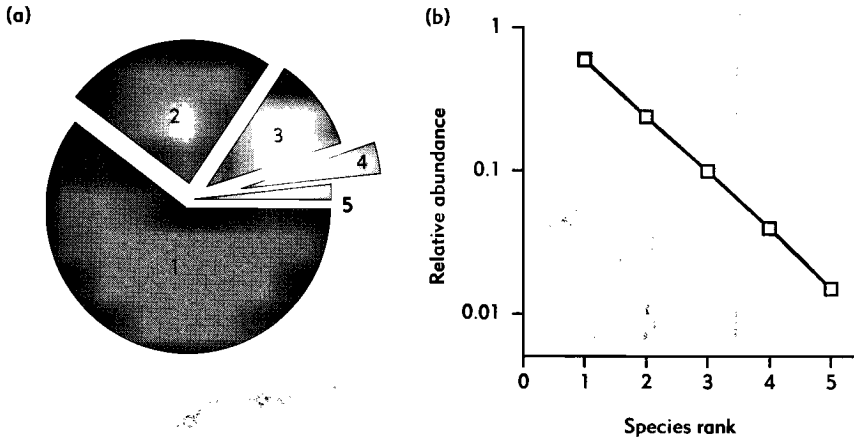 (a)
2
3
4
5
1
(b)
1
0.1
0.01
Relative abundance
0 1 2 3 4 5
Species rank